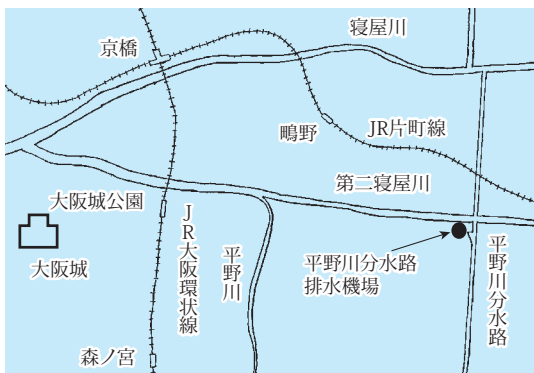 京橋
寝屋川
鴫野
JR片町線
第二寝屋川
大阪城公園
大阪城
JR大阪環状線
平野川
平野川分水路
排水機場
平野川分水路
森ノ宮